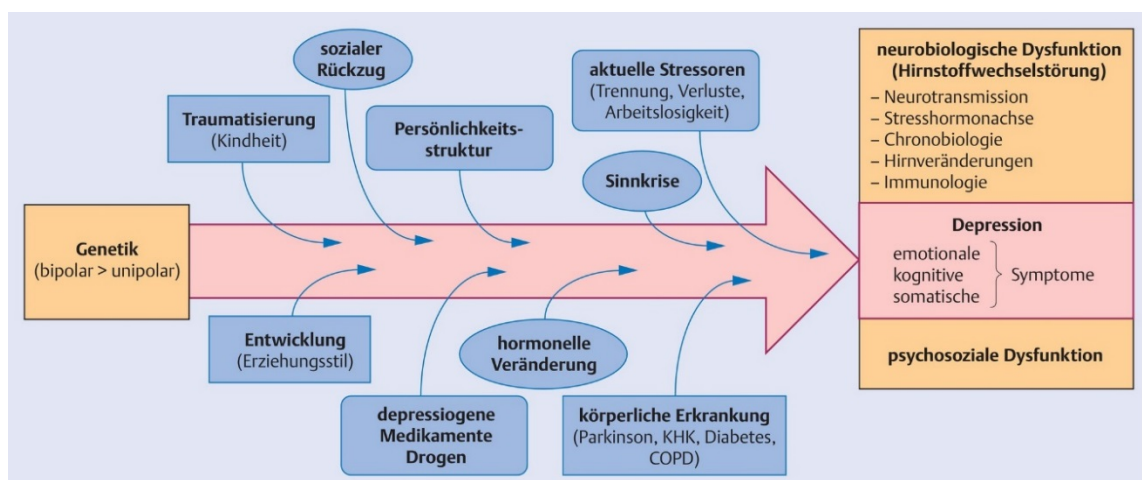 sozialer
Rückzug
Traumatisierung
(Kindheit)
Persönlichkeits-
struktur
aktuelle Stressoren
(Trennung, Verluste,
Arbeitslosigkeit)
Sinnkrise
Genetik
(bipolar > unipolar)
Entwicklung
(Erziehungsstil)
depressiogene
Medikamente
Drogen
hormonelle
Veränderung
körperliche Erkrankung
(Parkinson, KHK, Diabetes,
COPD)
neurobiologische Dysfunktion
(Hirnstoffwechselstörung)
– Neurotransmission
– Stresshormonachse
– Chronobiologie
– Hirnveränderungen
– Immunologie
Depression
emotionale
kognitive
somatische
Symptome
psychosoziale Dysfunktion